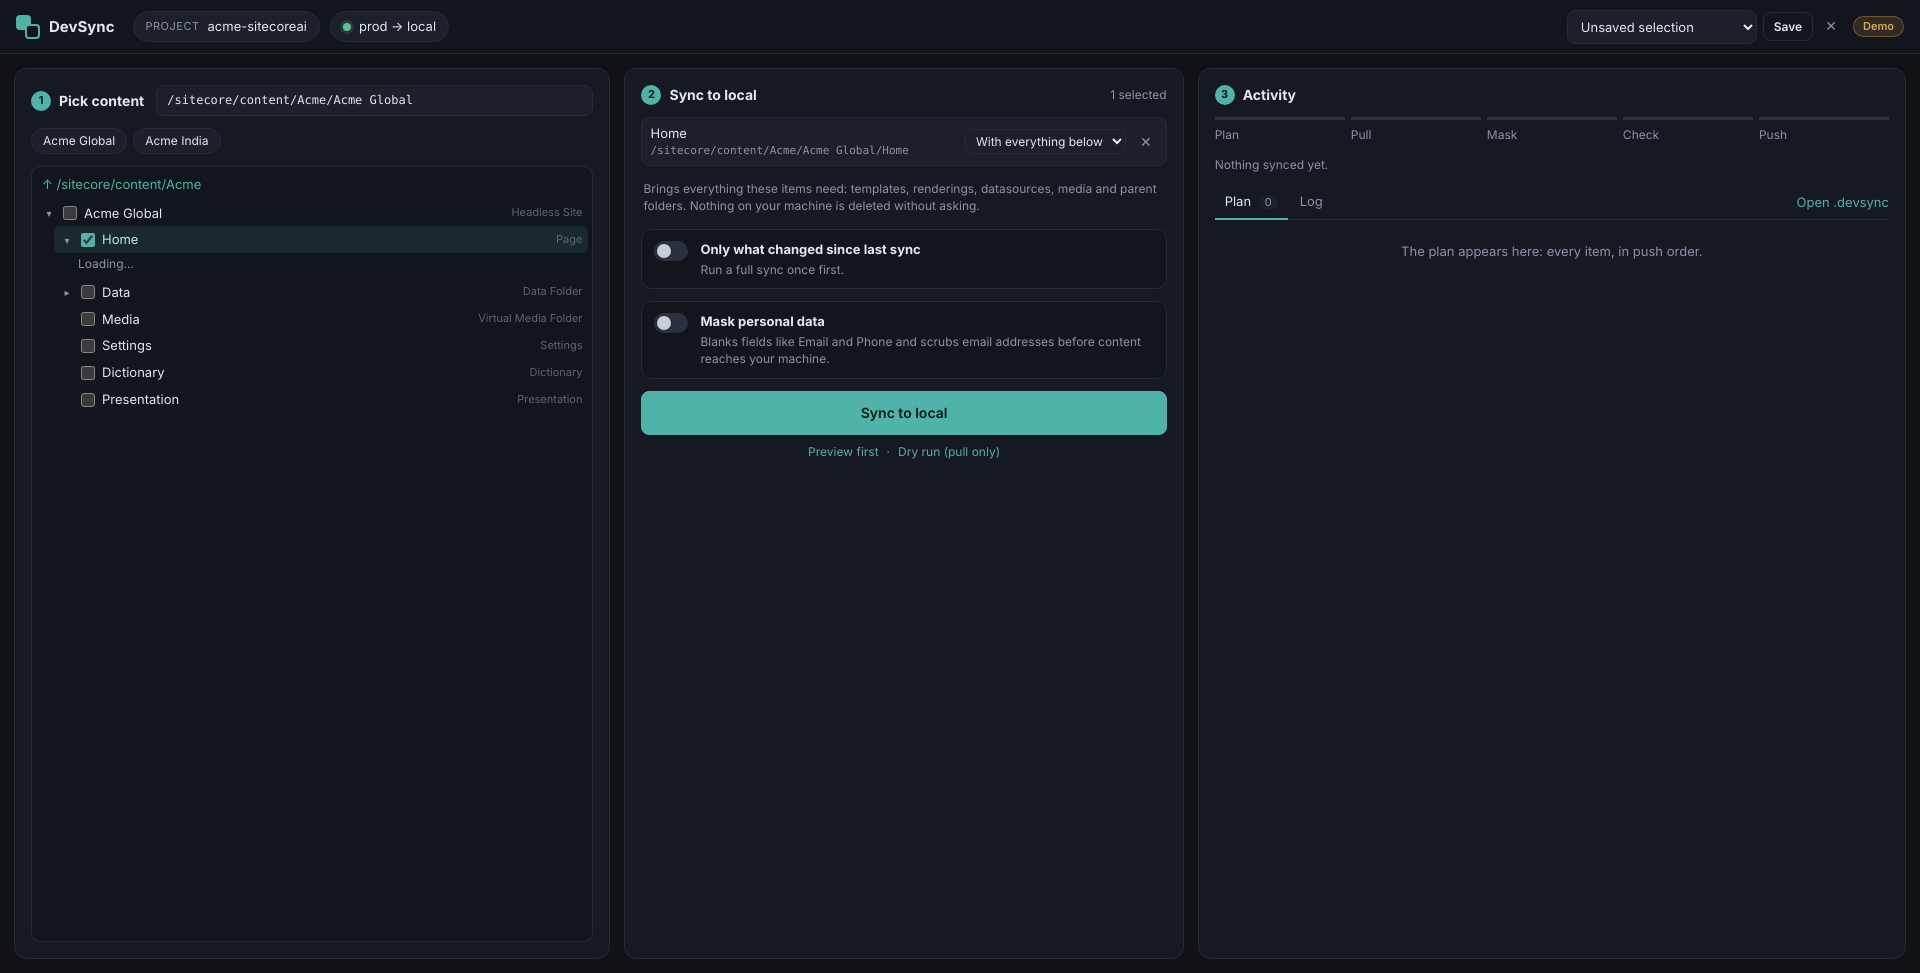 DevSync
PROJECT acme-sitecoreai
prod → local
Unsaved selection
Save
×
Demo
1 Pick content
/sitecore/content/Acme/Acme Global
Acme Global
Acme India
↑ /sitecore/content/Acme
Acme Global Headless Site
Home Page
Loading...
Data Data Folder
Media Virtual Media Folder
Settings Settings
Dictionary Dictionary
Presentation Presentation
2 Sync to local
1 selected
Home
/sitecore/content/Acme/Acme Global/Home
With everything below
×
Brings everything these items need: templates, renderings, datasources, media and parent
folders. Nothing on your machine is deleted without asking.
Only what changed since last sync
Run a full sync once first.
Mask personal data
Blanks fields like Email and Phone and scrubs email addresses before content
reaches your machine.
Sync to local
Preview first · Dry run (pull only)
3 Activity
Plan
Pull
Mask
Check
Push
Nothing synced yet.
Plan 0
Log
Open .devsync
The plan appears here: every item, in push order.